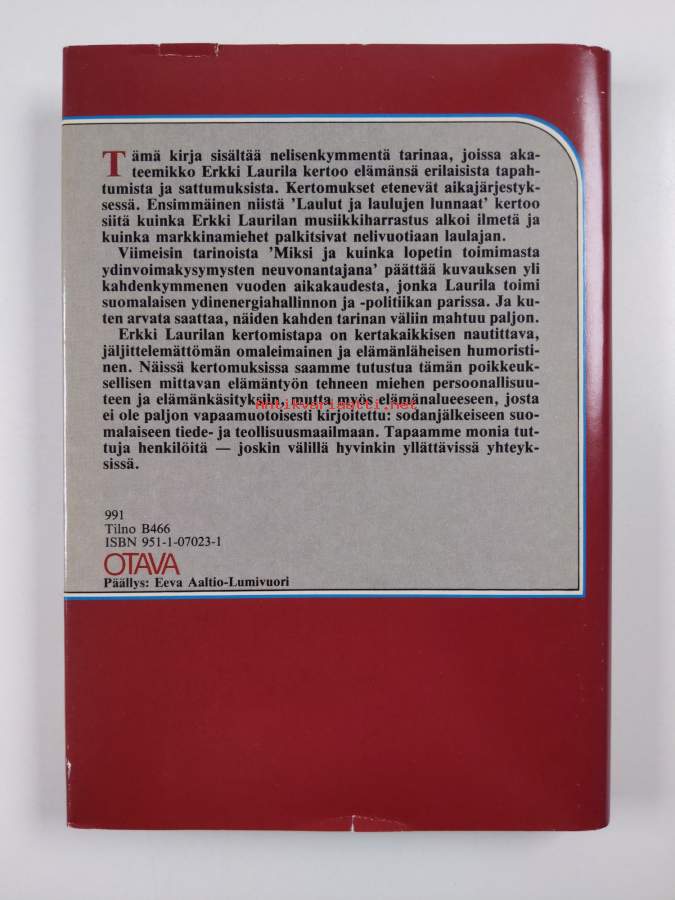 Tämä kirja sisältää nelisenkymmentä tarinaa, joissa aka-
teemikko Erkki Laurila kertoo elämänsä erilaisista tapah-
tumista ja sattumuksista. Kertomukset etenevät aikajärjestyk-
sessä. Ensimmäinen niistä 'Laulut ja laulujen lunnaat' kertoo
siitä kuinka Erkki Laurilan musiikkiharrastus alkoi ilmetä ja
kuinka markkinamiehet palkitsivat nelivuotiaan laulajan.
Viimeisin tarinoista 'Miksi ja kuinka lopetin toimimasta
ydinvoimakysymysten neuvonantajana' päättää kuvauksen yli
kahdenkymmenen vuoden aikakaudesta, jonka Laurila toimi
suomalaisen ydinenergiahallinnon ja -politiikan parissa. Ja ku-
ten arvata saattaa, näiden kahden tarinan väliin mahtuu paljon.
Erkki Laurilan kertomistapa on kertakaikkisen nautittava,
jäljittelemättömän omaleimainen ja elämänläheisen humoristi-
nen. Näissä kertomuksissa saamme tutustua tämän poikkeuk-
sellisen mittavan elämäntyön tehneen miehen persoonallisuu-
teen ja elämänkäsityksiin, mutta myös elämänalueeseen, josta
antikvariaatti.net
ei ole paljon vapaamuotoisesti kirjoitettu: sodanjälkeiseen suo-
malaiseen tiede- ja teollisuusmaailmaan. Tapaamme monia tut-
tuja henkilöitä — joskin välillä hyvinkin yllättävissä yhteyk-
sissä.
991
Tilno B466
ISBN 951-1-07023-1
OTAVA
Päällys: Eeva Aaltio-Lumivuori